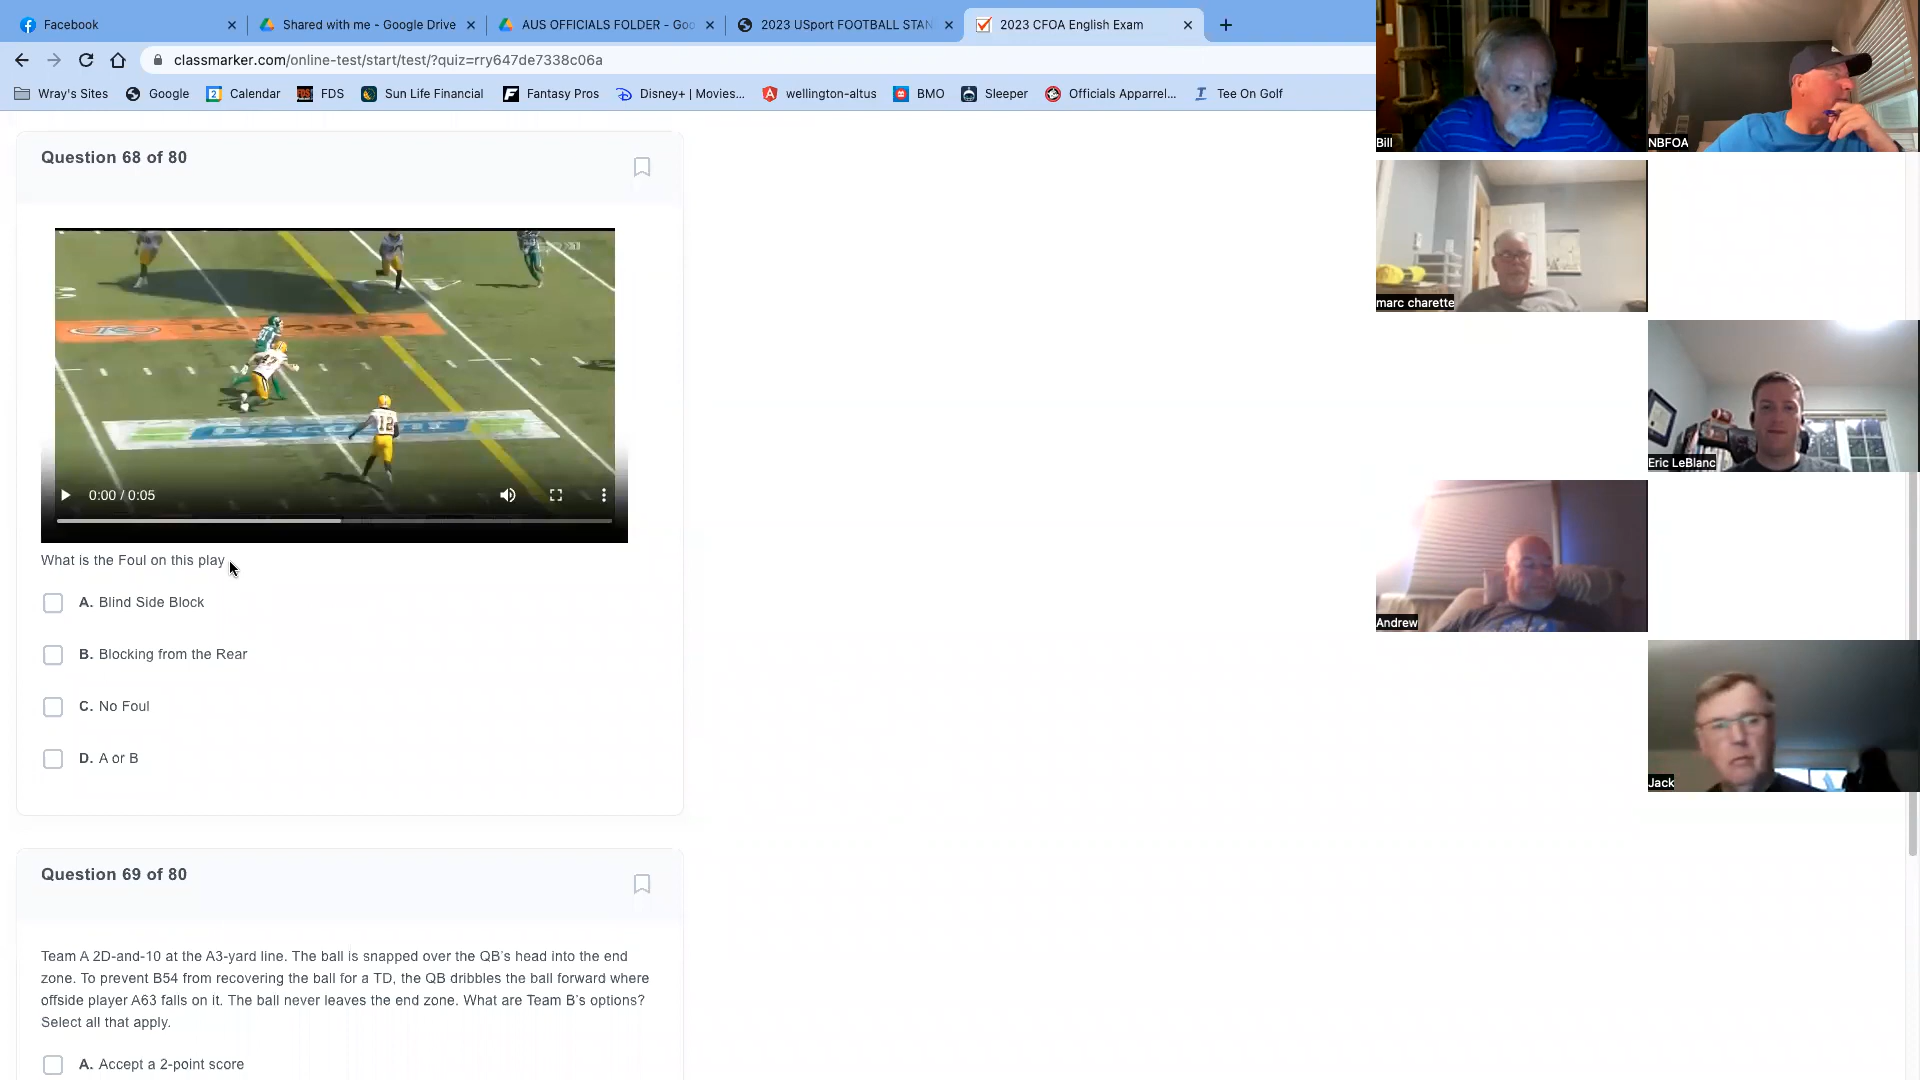 Facebook
Shared with me - Google Drive
AUS OFFICIALS FOLDER - Goo
2023 USport FOOTBALL STAN
2023 CFOA English Exam
classmarker.com/online-test/start/test/?quiz=rry647de7338c06a
Wray's Sites
Google
Calendar
FDS
Sun Life Financial
Fantasy Pros
Disney+ | Movies...
wellington-altus
BMO
Sleeper
Officials Apparrel...
Tee On Golf
Bill
NBFOA
marc charette
Eric LeBlanc
Andrew
Jack
Question 68 of 80
12
0:00 / 0:05
What is the Foul on this play
A. Blind Side Block
B. Blocking from the Rear
C. No Foul
D. A or B
Question 69 of 80
Team A 2D-and-10 at the A3-yard line. The ball is snapped over the QB's head into the end
zone. To prevent B54 from recovering the ball for a TD, the QB dribbles the ball forward where
offside player A63 falls on it. The ball never leaves the end zone. What are Team B's options?
Select all that apply.
A. Accept a 2-point score